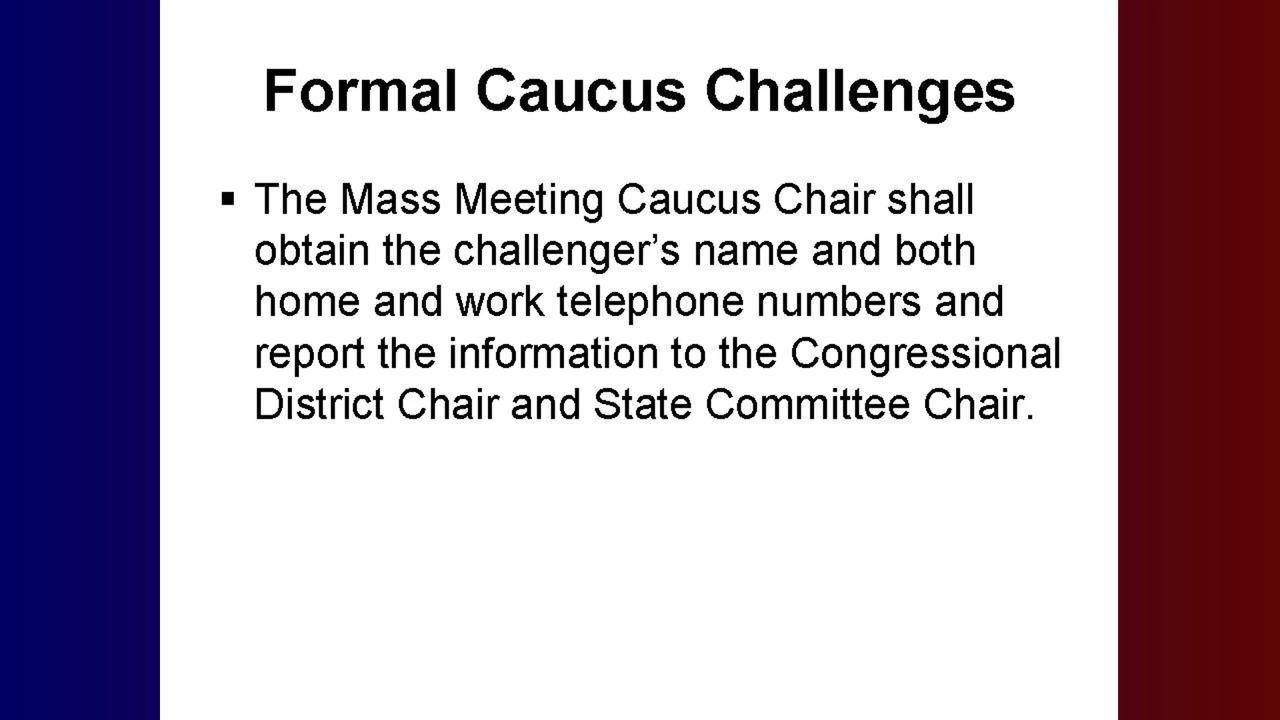 Formal Caucus Challenges
▪ The Mass Meeting Caucus Chair shall
obtain the challenger’s name and both
home and work telephone numbers and
report the information to the Congressional
District Chair and State Committee Chair.